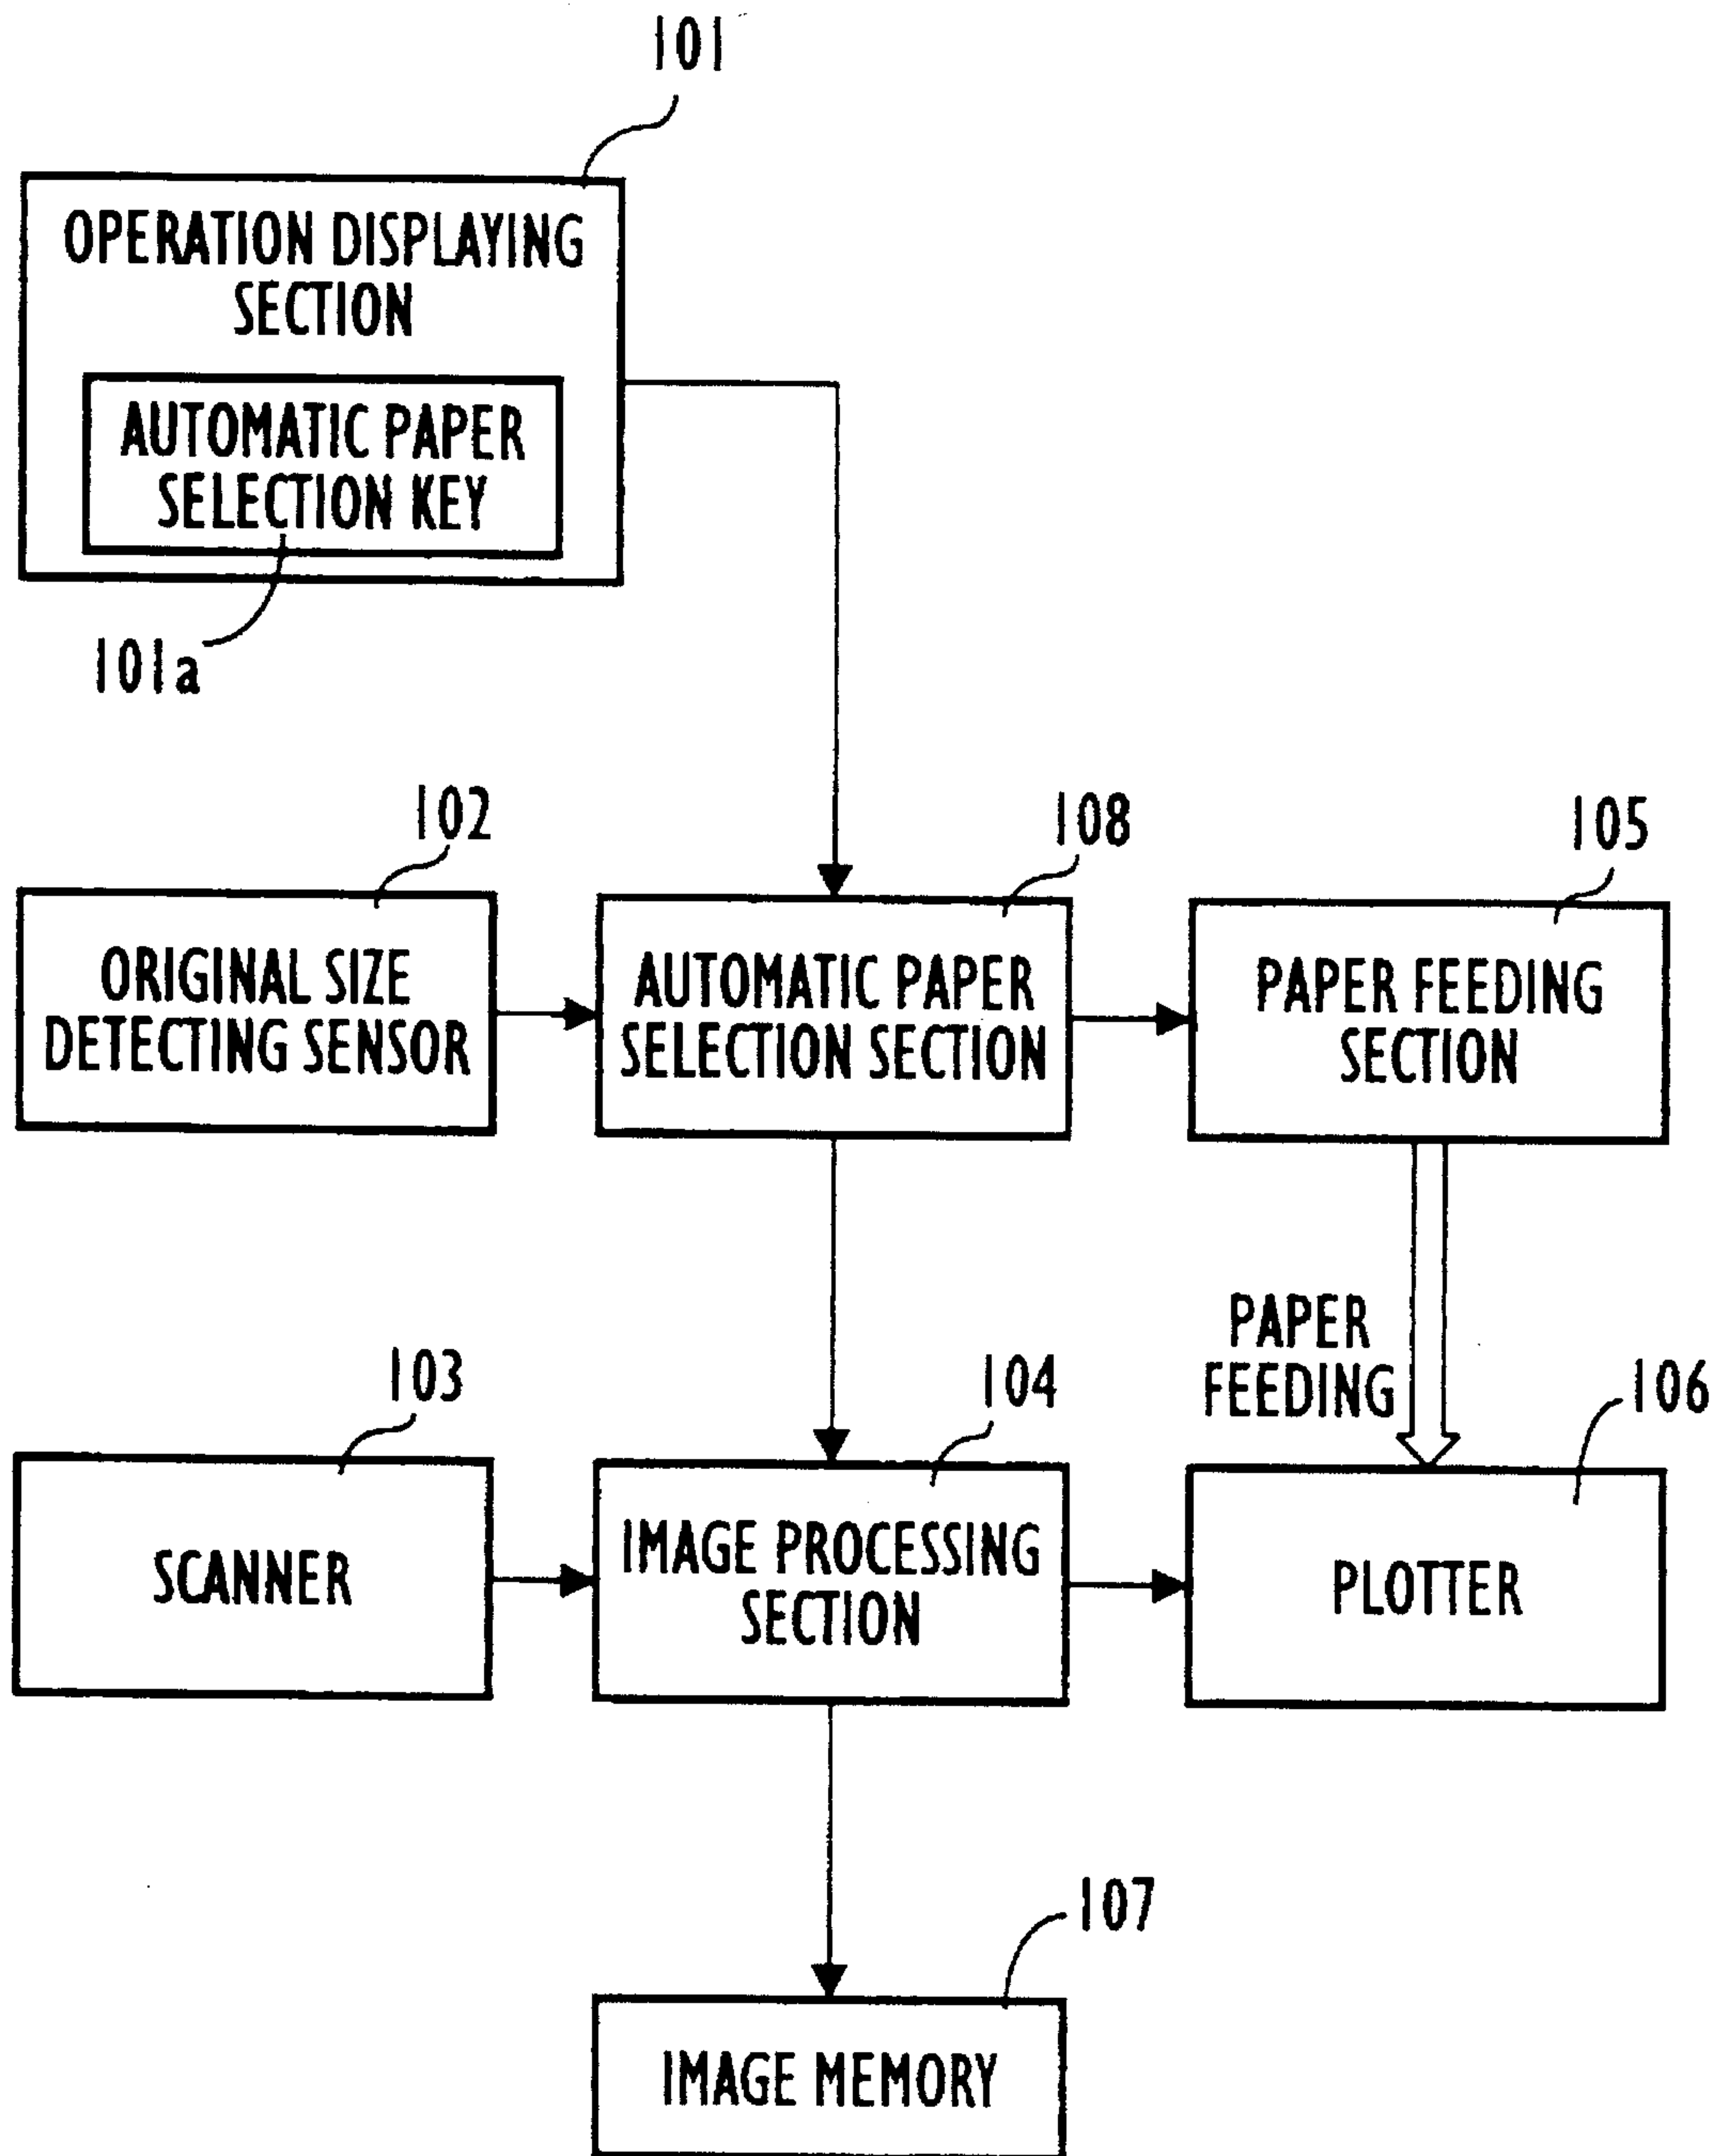 101
OPERATION DISPLAYING
SECTION
AUTOMATIC PAPER
SELECTION KEY
101a
102
108
105
ORIGINAL SIZE
DETECTING SENSOR
AUTOMATIC PAPER
SELECTION SECTION
PAPER FEEDING
SECTION
PAPER
FEEDING
103
104
106
SCANNER
IMAGE PROCESSING
SECTION
PLOTTER
107
IMAGE MEMORY